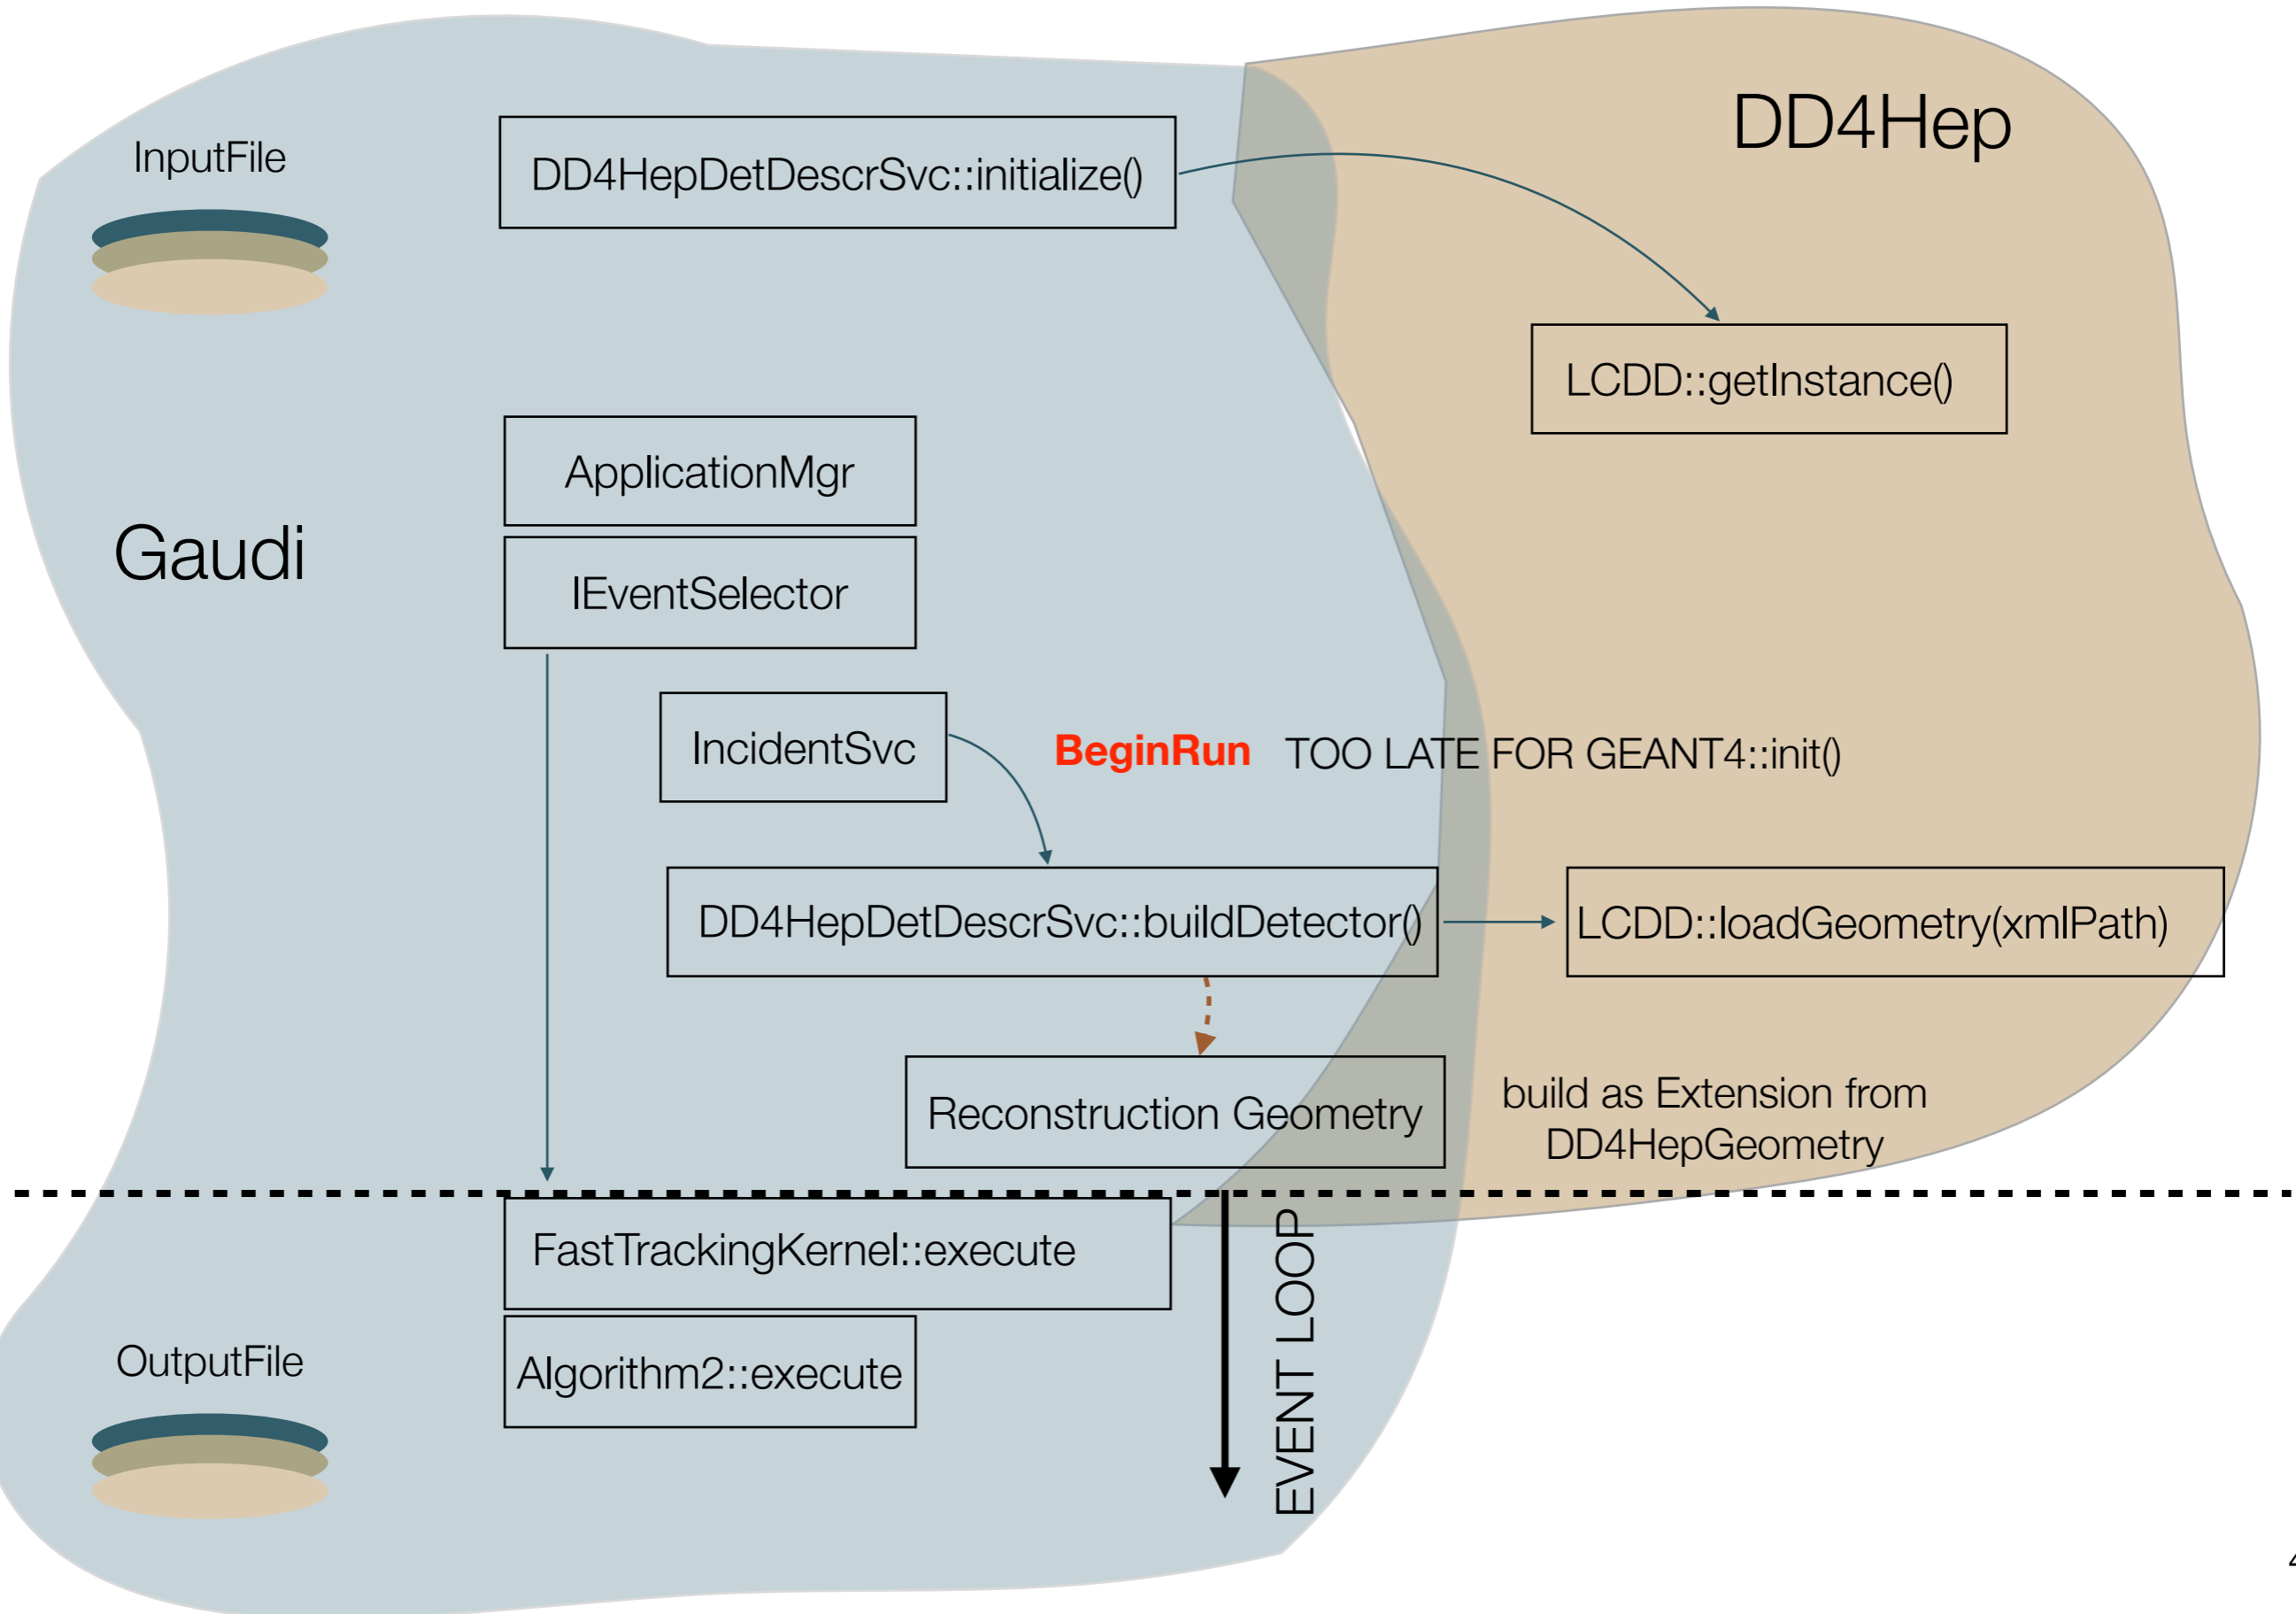 DD4Hep
InputFile
DD4HepDetDescrSvc::initialize()
LCDD::getInstance()
ApplicationMgr
Gaudi
IEventSelector
IncidentSvc
BeginRun TOO LATE FOR GEANT4::init()
DD4HepDetDescrSvc::buildDetector()
LCDD::loadGeometry(xmlPath)
Reconstruction Geometry
build as Extension from
DD4HepGeometry
FastTrackingKernel::execute
EVENT LOOP
OutputFile
Algorithm2::execute
4